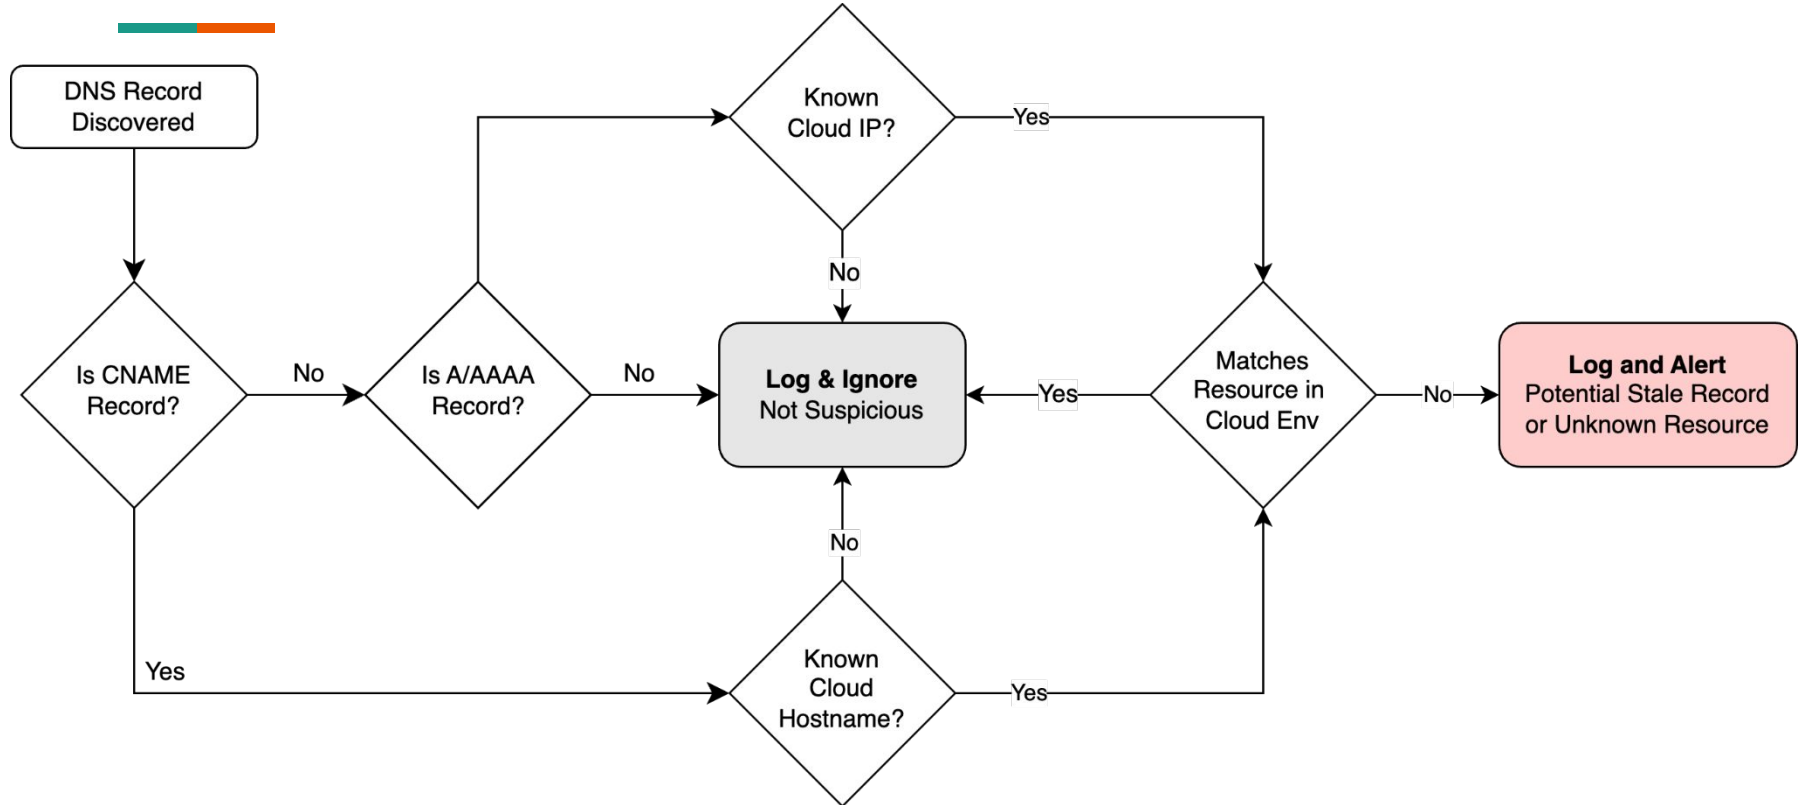 DNS Record
Discovered
Known
Cloud IP?
Yes
No
Is CNAME
Record?
No
Is A/AAAA
Record?
No
Log & Ignore
Not Suspicious
Yes
Matches
Resource in
Cloud Env
No
Log and Alert
Potential Stale Record
or Unknown Resource
No
Yes
Known
Cloud
Hostname?
Yes